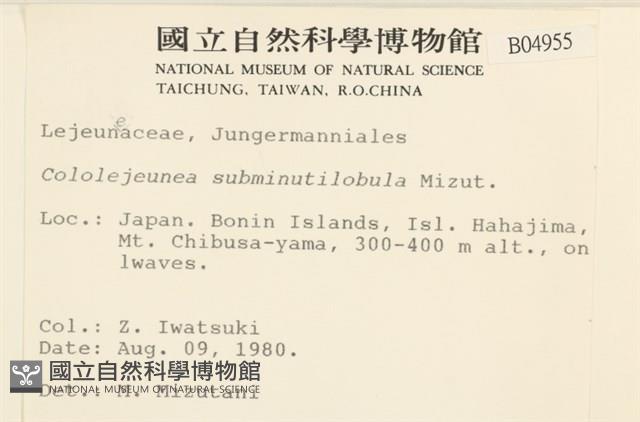 國立自然科學博物館
B04955
NATIONAL MUSEUM OF NATURAL SCIENCE
TAICHUNG, TAIWAN, R.O.CHINA
e
Lejeunaceae, Jungermanniales
Cololejeunea subminutilobula Mizut.
Loc.: Japan. Bonin Islands, Isl. Hahajima,
Mt. Chibusa-yama, 300-400 m alt., on
lwaves.
Col.: Z. Iwatsuki
Date: Aug. 09, 1980.
國立自然科學博物館
NATIONAL MUSEUM OF NATURAL SCIENCE
Det.: M. Mizutani